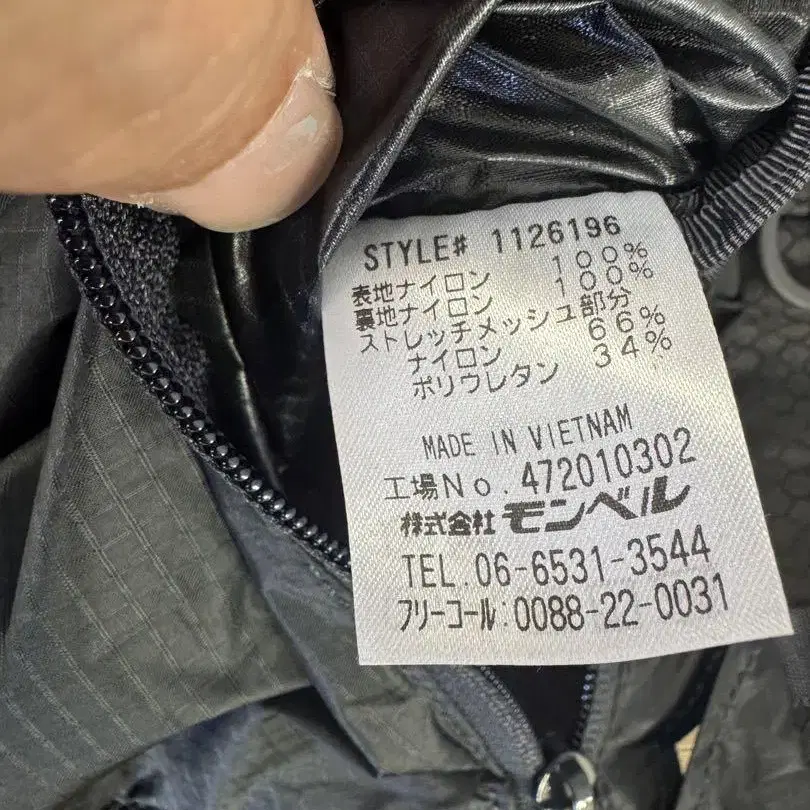 STYLE# 1126196
表地ナイロン 100%
裏地ナイロン 100%
ストレッチメッシュ部分
ナイロン 66%
ポリウレタン 34%
MADE IN VIETNAM
工場No.472010302
株式会社モンベル
TEL.06-6531-3544
フリーコール:0088-22-0031